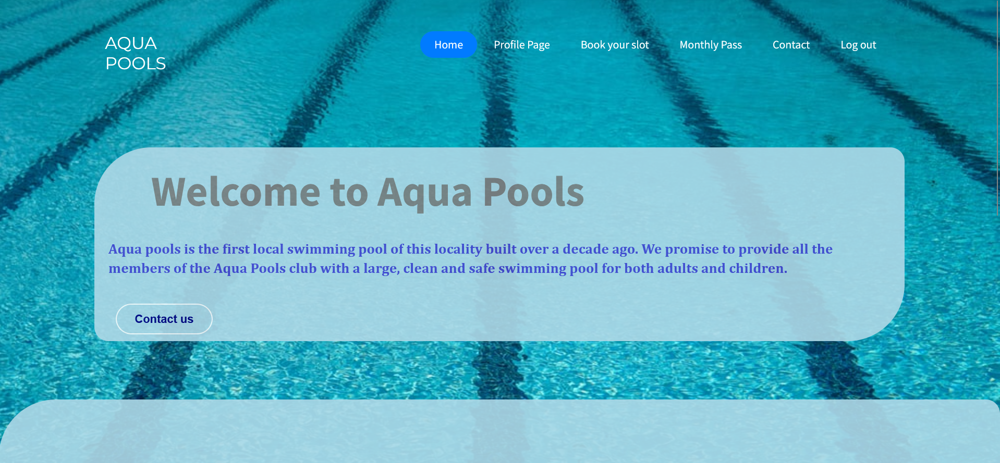 AQUA
POOLS
Home Profile Page Book your slot Monthly Pass Contact Log out
Welcome to Aqua Pools
Aqua pools is the first local swimming pool of this locality built over a decade ago. We promise to provide all the
members of the Aqua Pools club with a large, clean and safe swimming pool for both adults and children.
Contact us